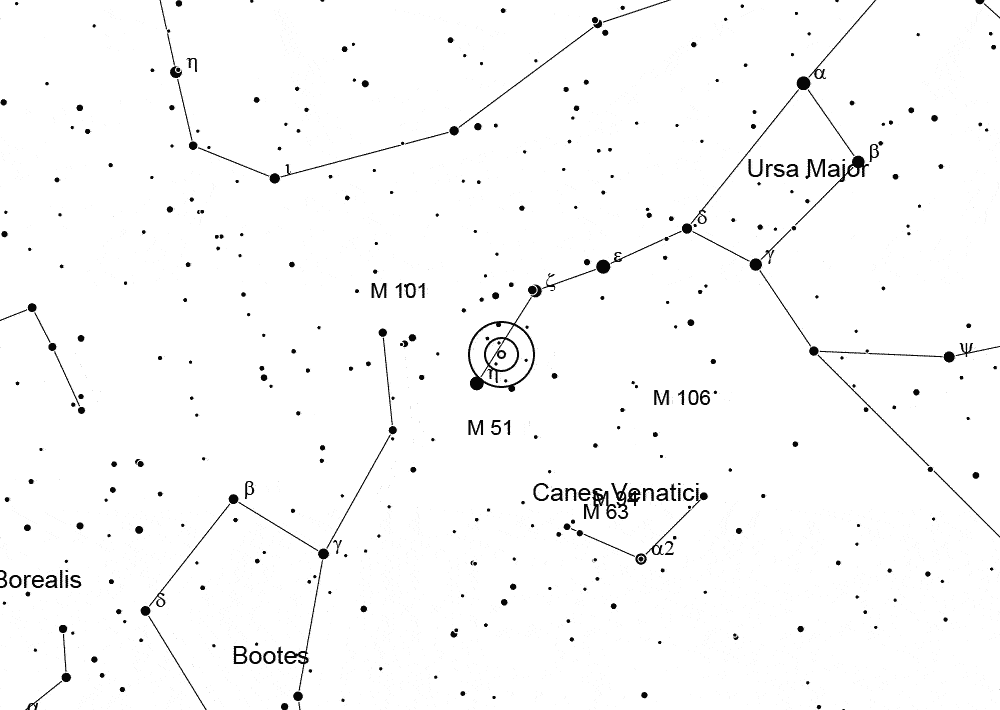 η
α
β
Ursa Major
ι
δ
γ
ε
ζ
M 101
ψ
η
M 106
M 51
β
Canes Venatici
M 94
M 63
γ
α2
Borealis
δ
Bootes
α